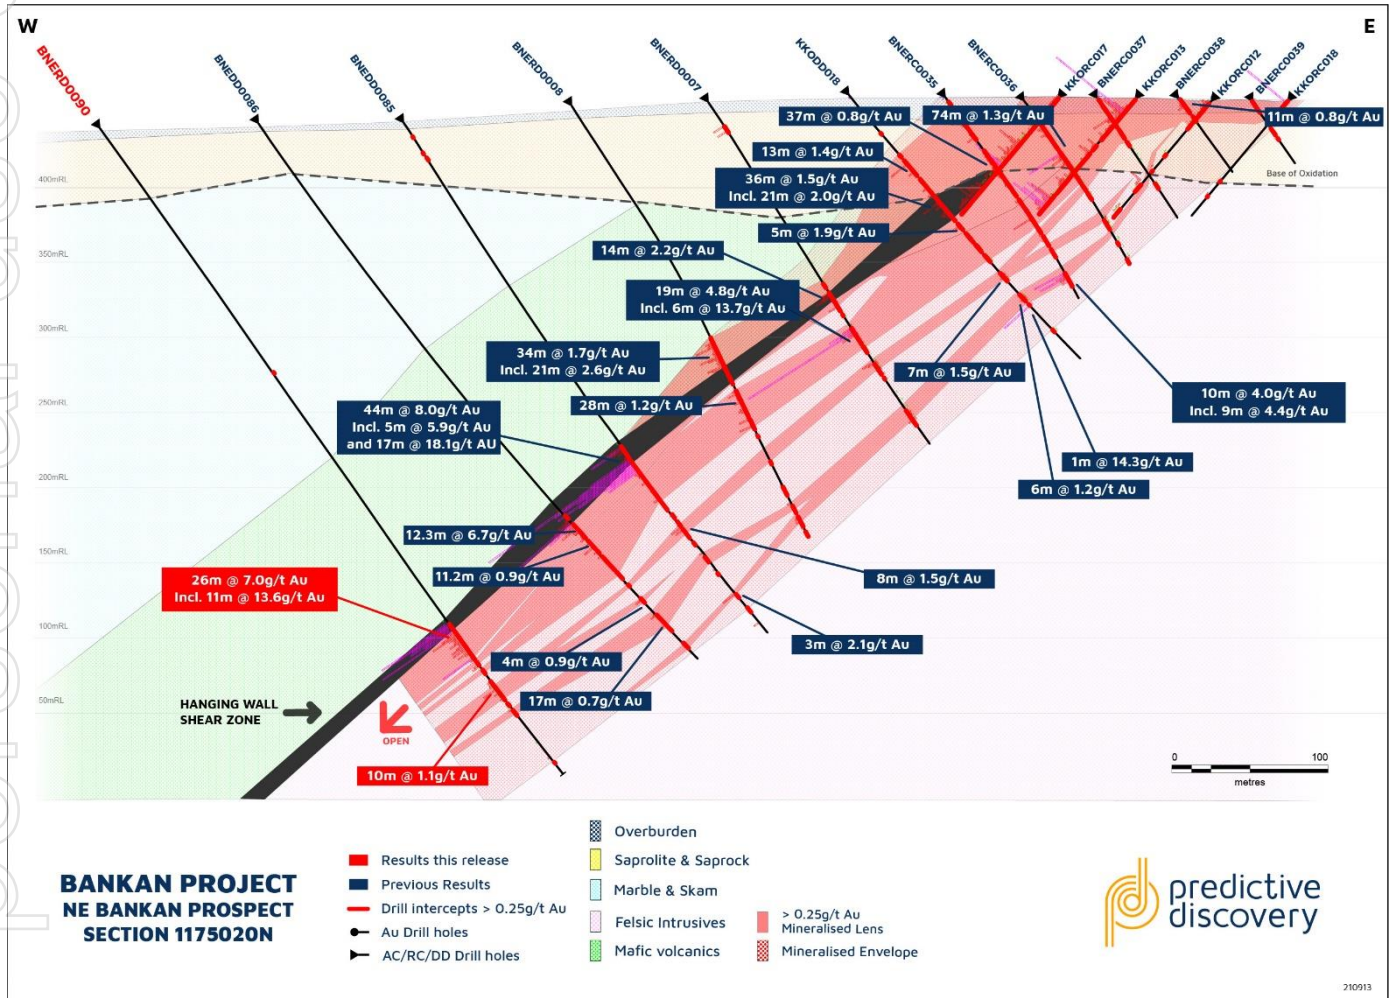 W
E
BNERD0090
BNEDD0086
BNEDD0085
BNERD0008
BNERD0007
KKODD018
BNERC0035
BNERC0036
KKORC017
BNERC0037
KKORC013
BNERC0038
KKORC012
BNERC0039
KKORC018
37m @ 0.8g/t Au
74m @ 1.3g/t Au
11m @ 0.8g/t Au
13m @ 1.4g/t Au
36m @ 1.5g/t Au
Incl. 21m @ 2.0g/t Au
Base of Oxidation
400mRL
5m @ 1.9g/t Au
14m @ 2.2g/t Au
350mRL
19m @ 4.8g/t Au
Incl. 6m @ 13.7g/t Au
300mRL
34m @ 1.7g/t Au
Incl. 21m @ 2.6g/t Au
7m @ 1.5g/t Au
10m @ 4.0g/t Au
Incl. 9m @ 4.4g/t Au
250mRL
28m @ 1.2g/t Au
44m @ 8.0g/t Au
Incl. 5m @ 5.9g/t Au
and 17m @ 18.1g/t AU
1m @ 14.3g/t Au
6m @ 1.2g/t Au
200mRL
12.3m @ 6.7g/t Au
150mRL
11.2m @ 0.9g/t Au
8m @ 1.5g/t Au
26m @ 7.0g/t Au
Incl. 11m @ 13.6g/t Au
100mRL
3m @ 2.1g/t Au
4m @ 0.9g/t Au
17m @ 0.7g/t Au
50mRL
HANGING WALL
SHEAR ZONE
OPEN
10m @ 1.1g/t Au
0 100
metres
BANKAN PROJECT
NE BANKAN PROSPECT
SECTION 1175020N
Results this release
Previous Results
Drill intercepts > 0.25g/t Au
Au Drill holes
AC/RC/DD Drill holes
Overburden
Saprolite & Saprock
Marble & Skam
Felsic Intrusives
Mafic volcanics
> 0.25g/t Au
Mineralised Lens
Mineralised Envelope
predictive
discovery
210913